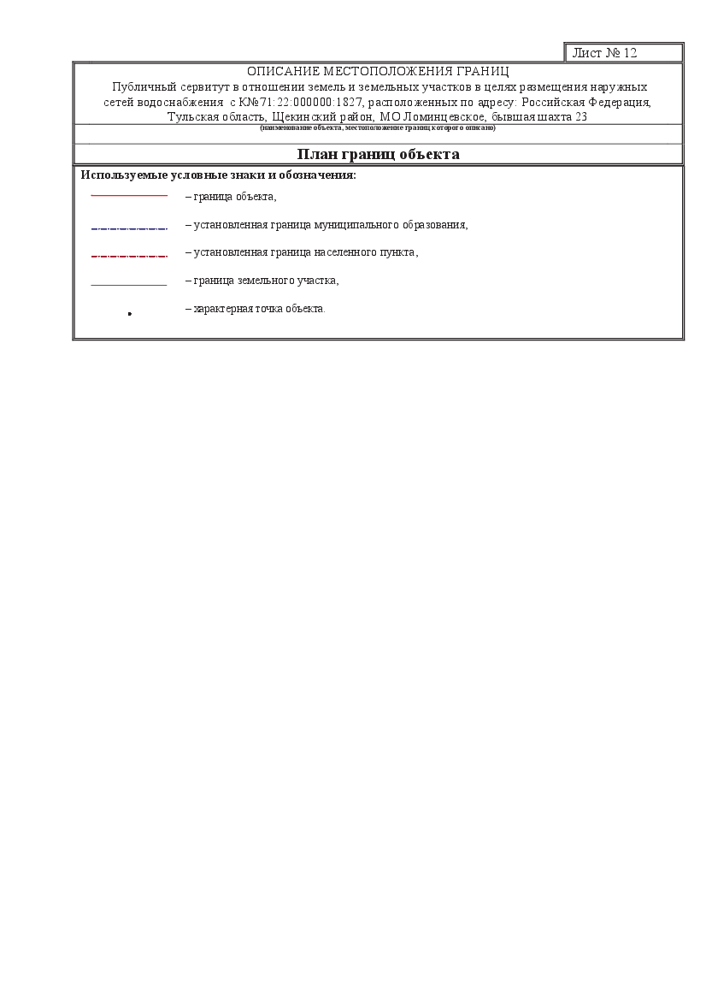 Лист № 12
ОПИСАНИЕ МЕСТОПОЛОЖЕНИЯ ГРАНИЦ
Публичный сервитут в отношении земель и земельных участков в целях размещения наружных
сетей водоснабжения с К№71:22:000000:1827, расположенных по адресу: Российская Федерация,
Тульская область, Щекинский район, МО Ломинцевское, бывшая шахта 23
(наименование объекта, местоположение границ которого описано)
План границ объекта
Используемые условные знаки и обозначения:
– граница объекта,
– установленная граница муниципального образования,
– установленная граница населенного пункта,
– граница земельного участка,
– характерная точка объекта.